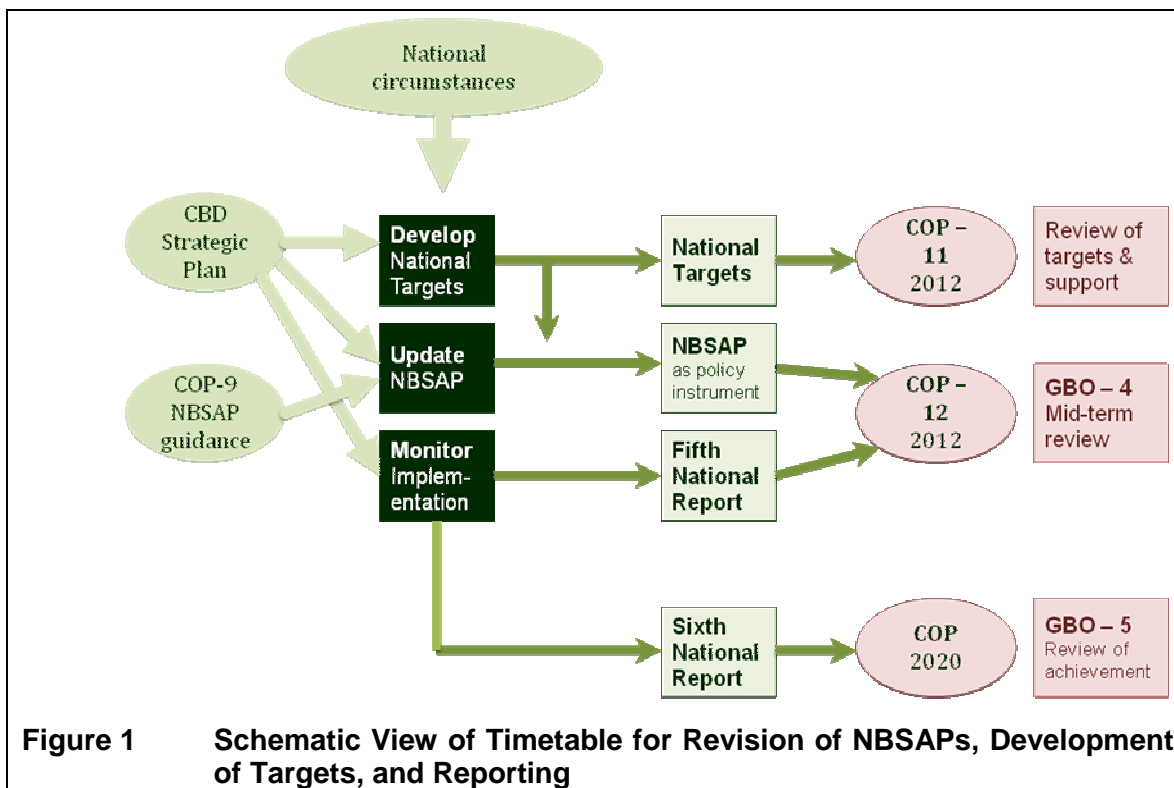 National
circumstances
CBD
Strategic
Plan
Develop
National
Targets
National
Targets
COP –
11
2012
Review of
targets &
support
Update
NBSAP
NBSAP
as policy
instrument
COP-9
NBSAP
guidance
COP –
12
2012
GBO – 4
Mid-term
review
Monitor
Implem-
entation
Fifth
National
Report
Sixth
National
Report
COP
2020
GBO – 5
Review of
achievement
Figure 1 Schematic View of Timetable for Revision of NBSAPs, Development
of Targets, and Reporting